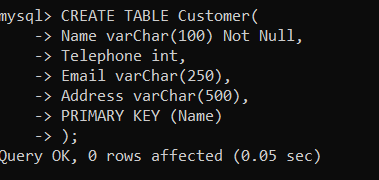 mysql> CREATE TABLE Customer(
-> Name varChar(100) Not Null,
-> Telephone int,
-> Email varChar(250),
-> Address varChar(500),
-> PRIMARY KEY (Name)
-> );
Query OK, 0 rows affected (0.05 sec)